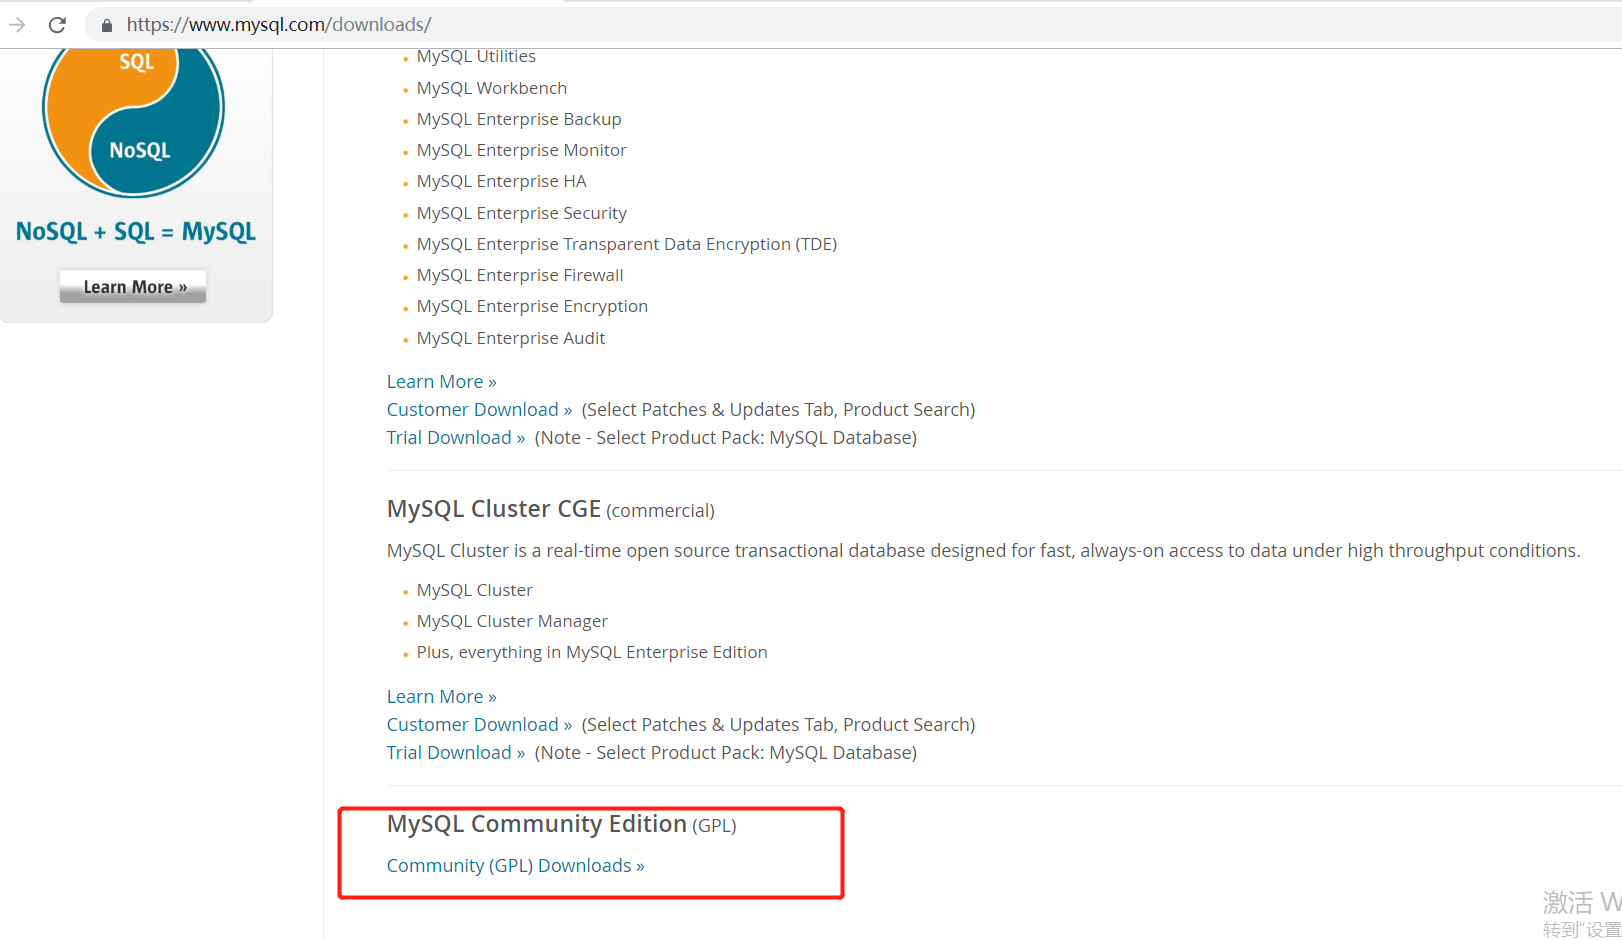 https://www.mysql.com/downloads/
SQL
NoSQL
NoSQL + SQL = MySQL
Learn More »
MySQL Utilities
MySQL Workbench
MySQL Enterprise Backup
MySQL Enterprise Monitor
MySQL Enterprise HA
MySQL Enterprise Security
MySQL Enterprise Transparent Data Encryption (TDE)
MySQL Enterprise Firewall
MySQL Enterprise Encryption
MySQL Enterprise Audit
Learn More »
Customer Download » (Select Patches & Updates Tab, Product Search)
Trial Download » (Note - Select Product Pack: MySQL Database)
MySQL Cluster CGE (commercial)
MySQL Cluster is a real-time open source transactional database designed for fast, always-on access to data under high throughput conditions.
MySQL Cluster
MySQL Cluster Manager
Plus, everything in MySQL Enterprise Edition
Learn More »
Customer Download » (Select Patches & Updates Tab, Product Search)
Trial Download » (Note - Select Product Pack: MySQL Database)
MySQL Community Edition (GPL)
Community (GPL) Downloads »
激活 W
转到"设置